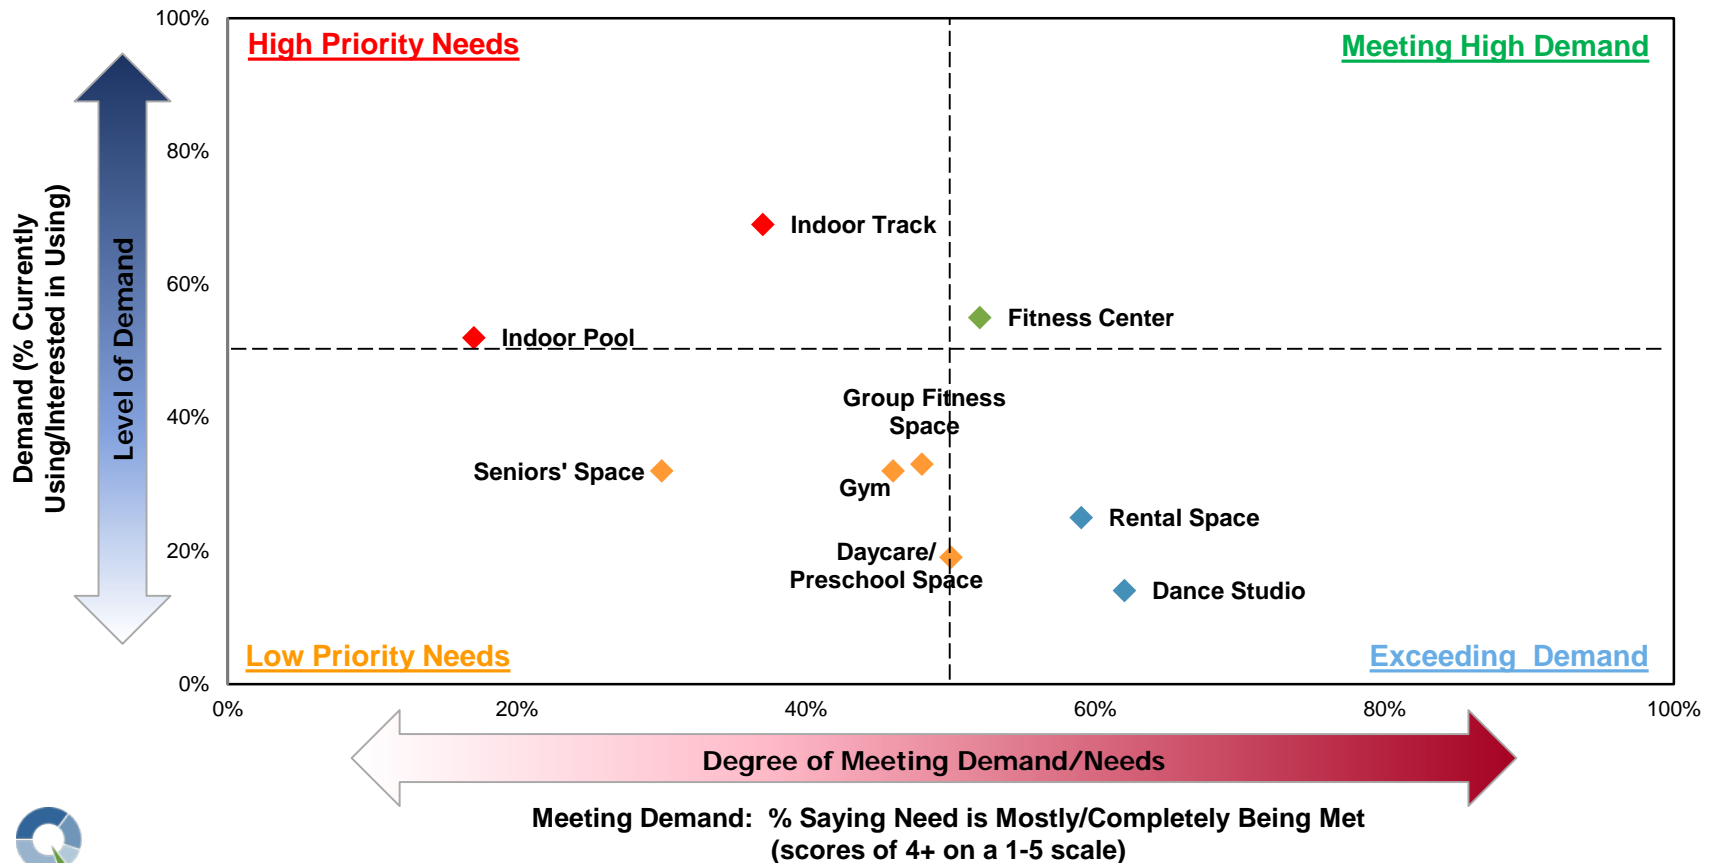 100%
High Priority Needs
Meeting High Demand
80%
Indoor Track
60%
Fitness Center
Indoor Pool
Demand (% Currently
Using/Interested in Using)
Level of Demand
40%
Group Fitness
Space
Seniors' Space
Gym
Rental Space
20%
Daycare/
Preschool Space
Dance Studio
Low Priority Needs
Exceeding  Demand
0%
0%
20%
40%
60%
80%
100%
Degree of Meeting Demand/Needs
Meeting Demand:  % Saying Need is Mostly/Completely Being Met
(scores of 4+ on a 1-5 scale)